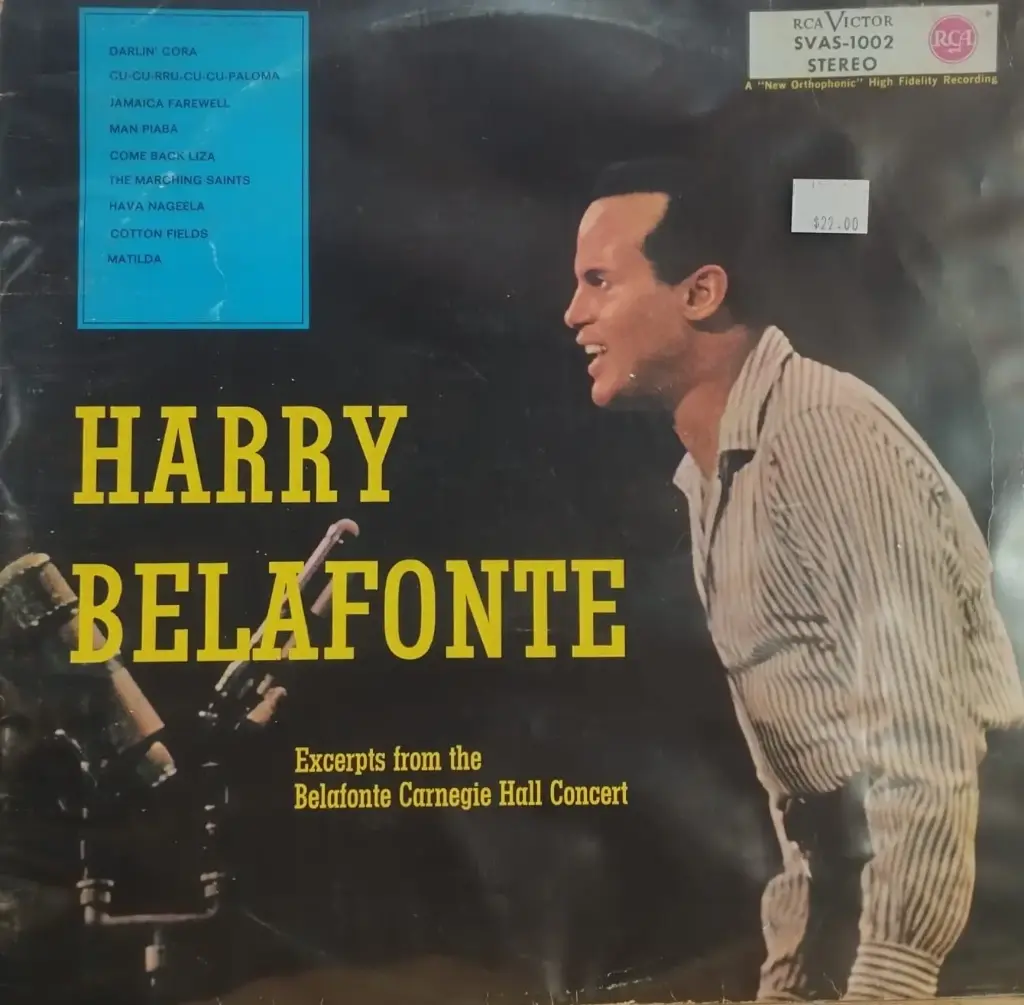 DARLIN' CORA
CU-CU-RRU-CU-CU-PALOMA
JAMAICA FAREWELL
MAN PIABA
COME BACK LIZA
THE MARCHING SAINTS
HAVA NAGEELA
COTTON FIELDS
MATILDA
RCA VICTOR
SVAS-1002
STEREO
RCA
A "New Orthophonic" High Fidelity Recording
$22.00
HARRY
BELAFONTE
Excerpts from the
Belafonte Carnegie Hall Concert